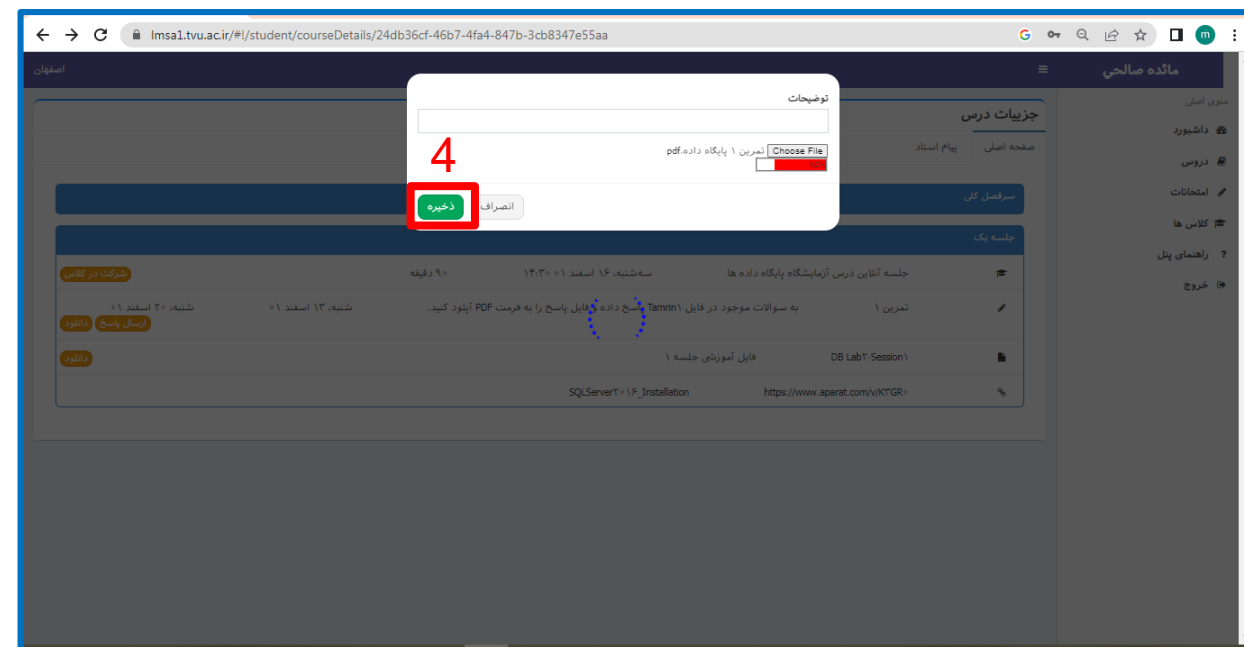 lmsa1.tvu.ac.ir/#!/student/courseDetails/24db36cf-46b7-4fa4-847b-3cb8347e55aa
m
مائده صالحی
اصفهان
منوی اصلی
داشبورد
دروس
امتحانات
کلاس ها
راهنمای پنل
خروج
توضیحات
Choose File تمرین ۱ پایگاه داده.pdf
4
ذخیره انصراف
جزییات درس
صفحه اصلی پیام استاد
سرفصل کلی
جلسه یک
جلسه آنلاین درس آزمایشگاه پایگاه داده ها سه‌شنبه، ۱۶ اسفند ۰۱ ۱۴:۳۰ ۹۰ دقیقه شرکت در کلاس
تمرین ۱ به سوالات موجود در فایل Tamrin۱ پاسخ داده و فایل پاسخ را به فرمت PDF آپلود کنید. شنبه، ۱۳ اسفند ۰۱ شنبه، ۲۰ اسفند ۰۱
ارسال پاسخ دانلود
DB Lab۲-Session۱ فایل آموزشی جلسه ۱ دانلود
https://www.aparat.com/v/K۳GR۰ SQLServer۲۰۱۶_Installation